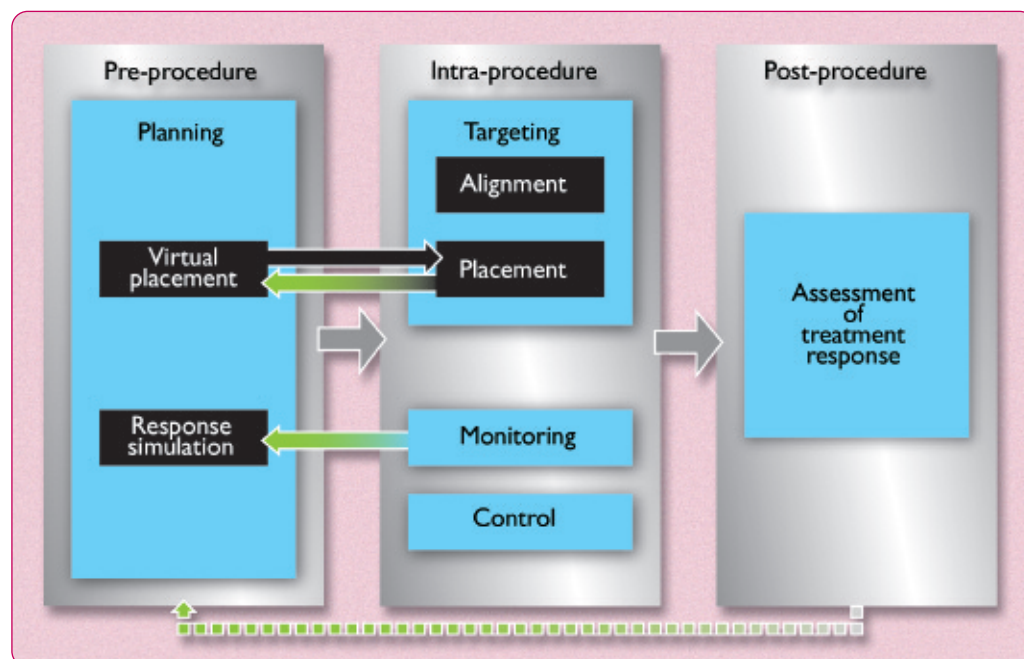 Pre-procedure
Planning
Virtual
placement
Response
simulation
Intra-procedure
Targeting
Alignment
Placement
Monitoring
Control
Post-procedure
Assessment
of
treatment
response